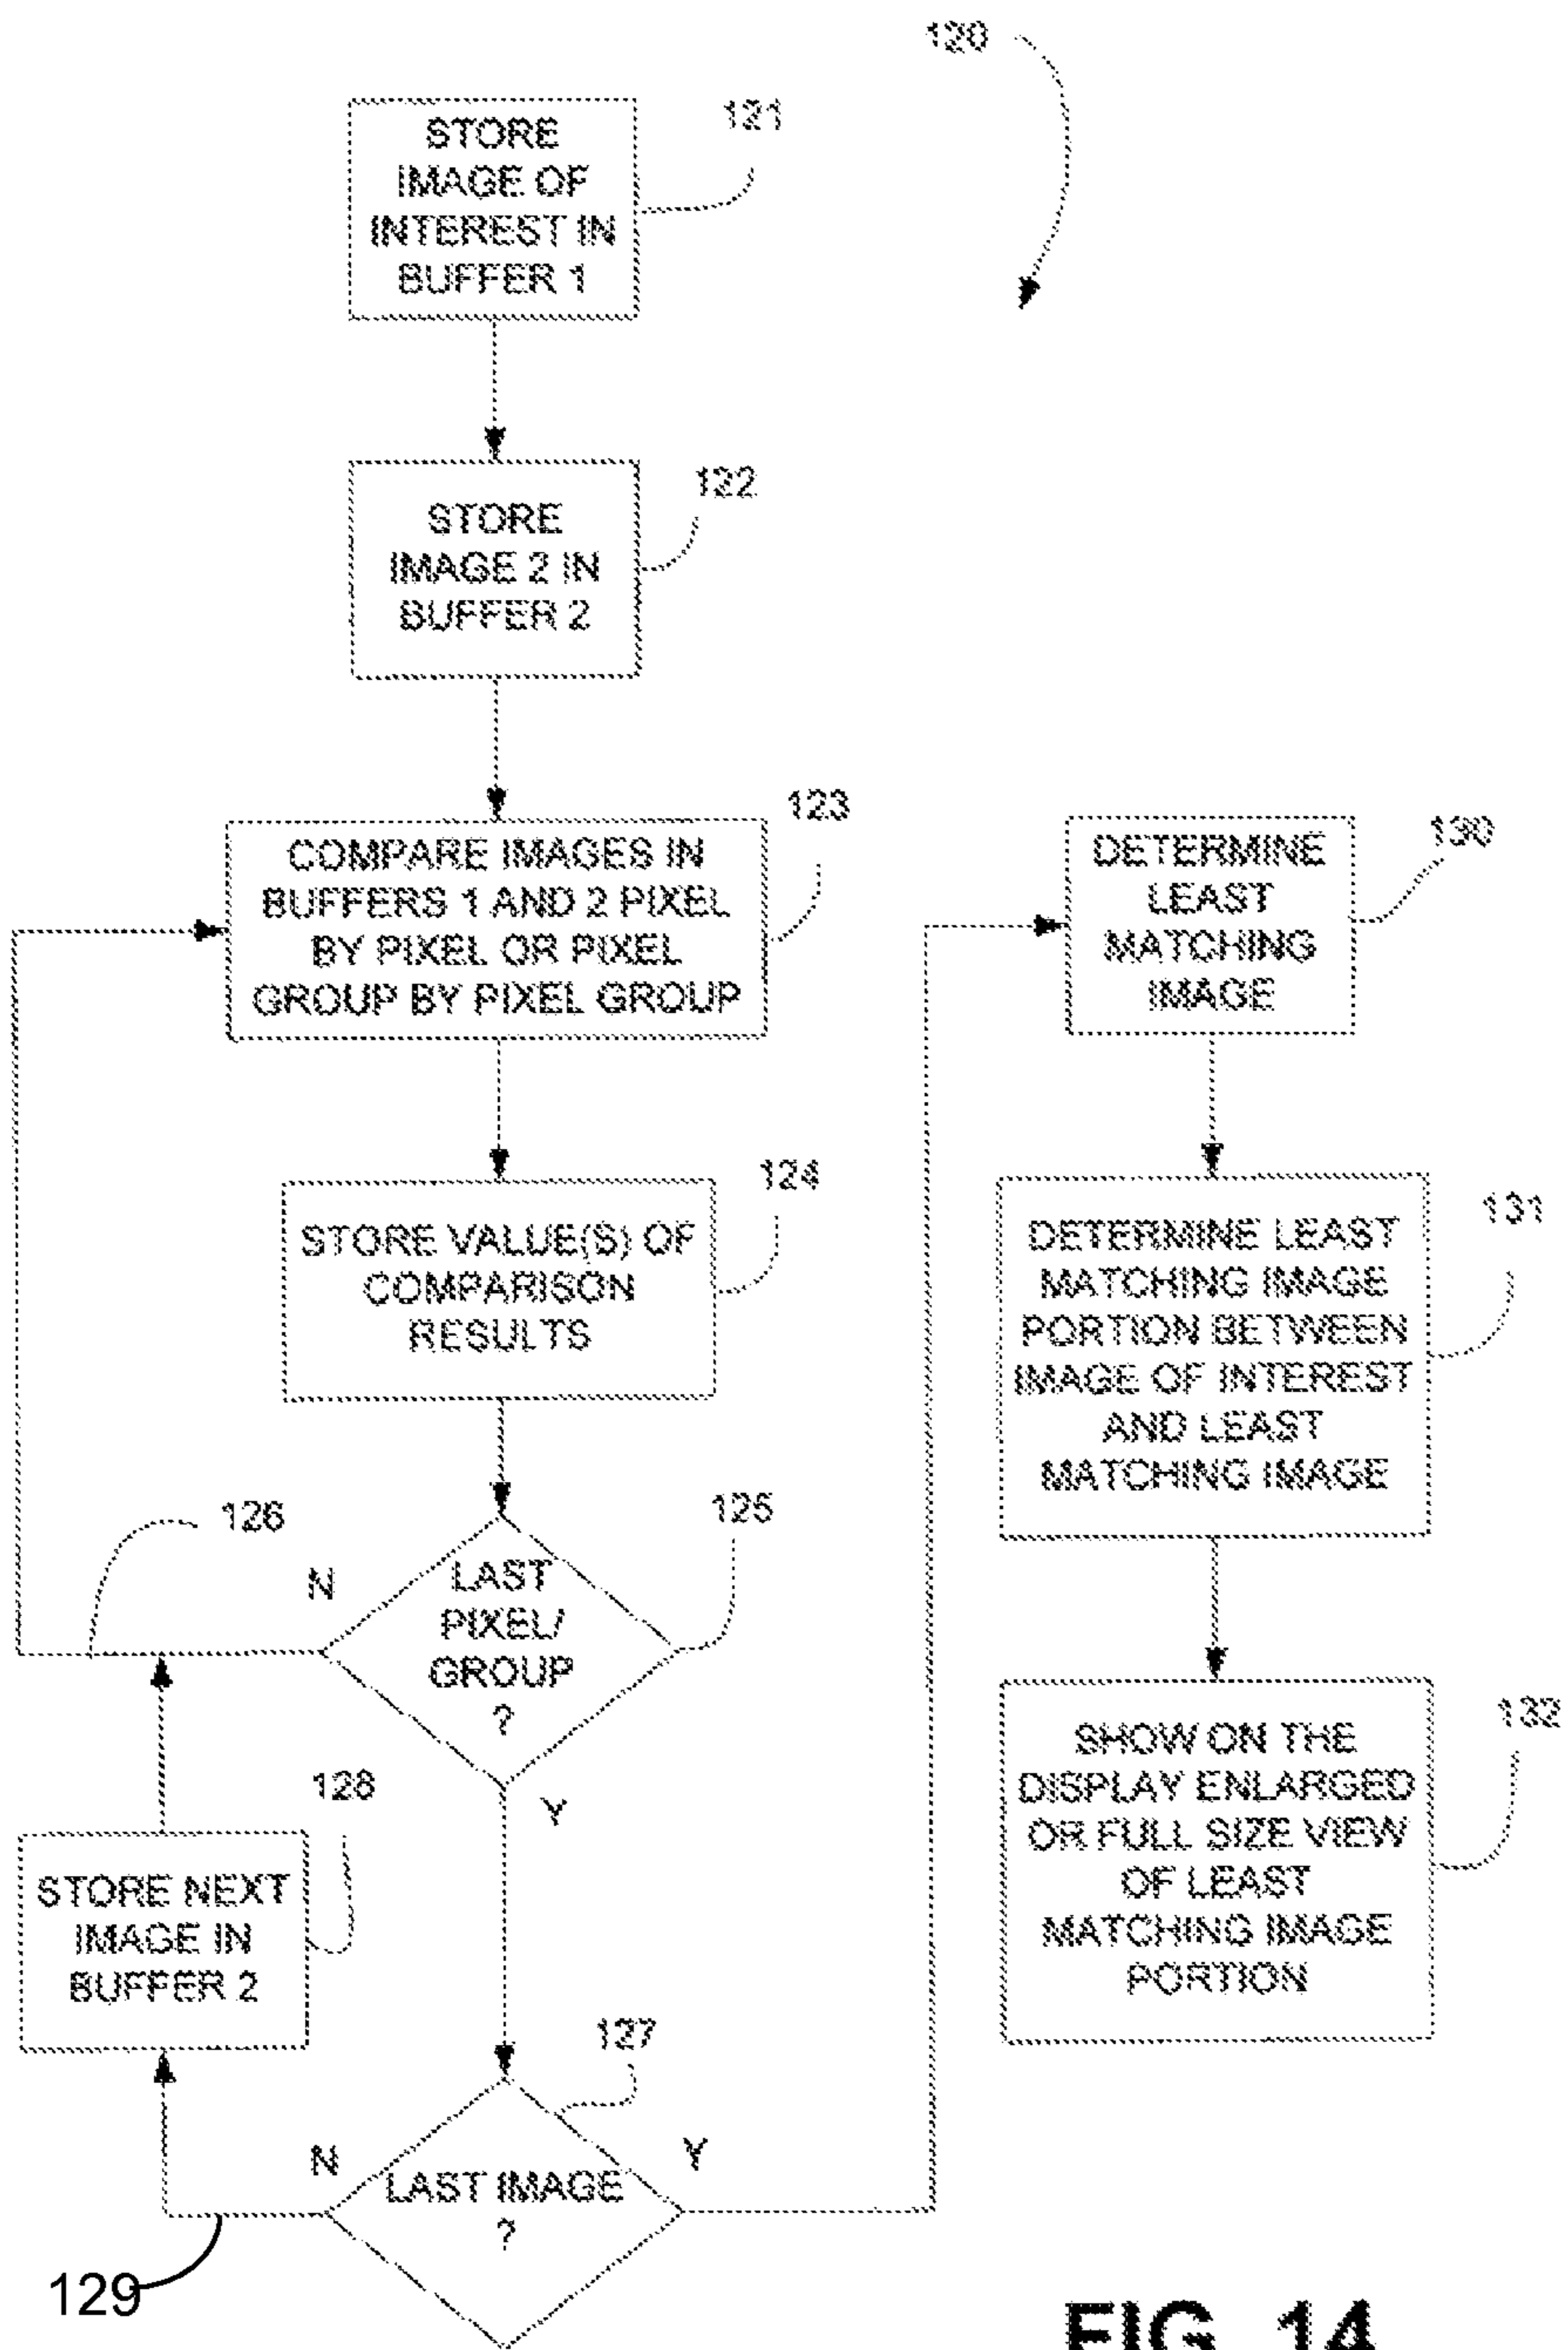 120
121
STORE
IMAGE OF
INTEREST IN
BUFFER 1
122
STORE
IMAGE 2 IN
BUFFER 2
123
COMPARE IMAGES IN
BUFFERS 1 AND 2 PIXEL
BY PIXEL OR PIXEL
GROUP BY PIXEL GROUP
124
STORE VALUE(S) OF
COMPARISON
RESULTS
125
126
N
LAST
PIXEL/
GROUP
?
Y
128
STORE NEXT
IMAGE IN
BUFFER 2
127
N
LAST IMAGE
?
Y
129
130
DETERMINE
LEAST
MATCHING
IMAGE
131
DETERMINE LEAST
MATCHING IMAGE
PORTION BETWEEN
IMAGE OF INTEREST
AND LEAST
MATCHING IMAGE
132
SHOW ON THE
DISPLAY ENLARGED
OR FULL SIZE VIEW
OF LEAST
MATCHING IMAGE
PORTION
FIG. 14